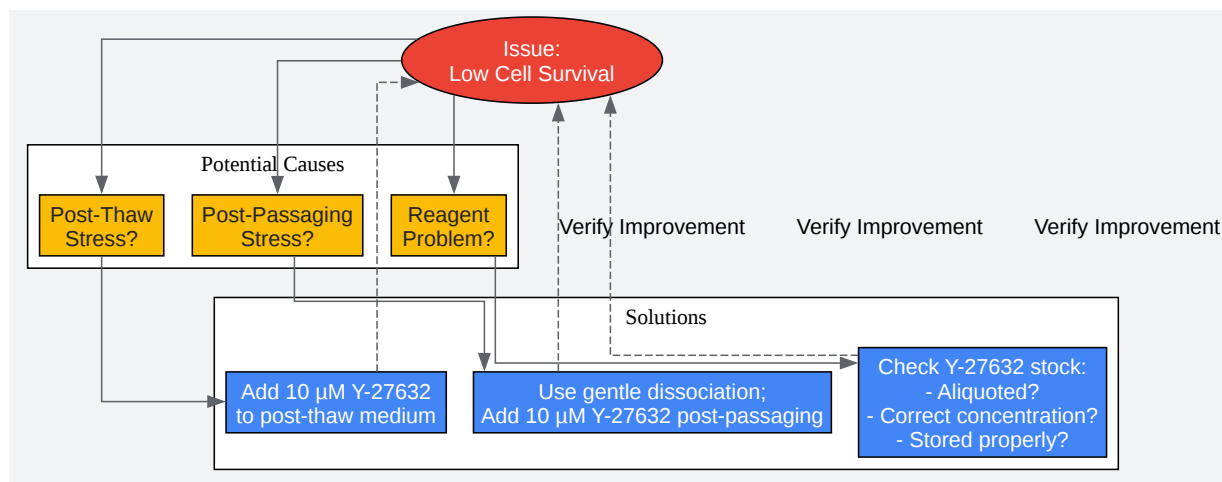 Issue:
Low Cell Survival
Potential Causes
Post-Thaw
Stress?
Post-Passaging
Stress?
Reagent
Problem?
Verify Improvement
Verify Improvement
Verify Improvement
Solutions
Add 10 µM Y-27632
to post-thaw medium
Use gentle dissociation;
Add 10 µM Y-27632 post-passaging
Check Y-27632 stock:
- Aliquoted?
- Correct concentration?
- Stored properly?